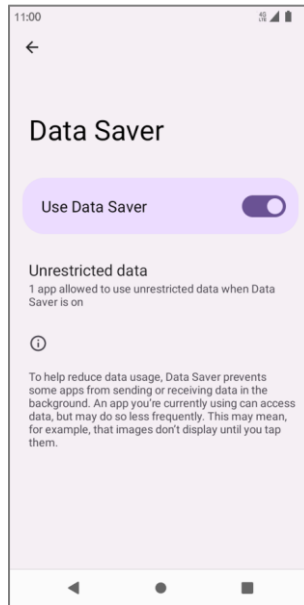 11:00
Data Saver
Use Data Saver
Unrestricted data
1 app allowed to use unrestricted data when Data
Saver is on
To help reduce data usage, Data Saver prevents
some apps from sending or receiving data in the
background. An app you’re currently using can access
data, but may do so less frequently. This may mean,
for example, that images don’t display until you tap
them.